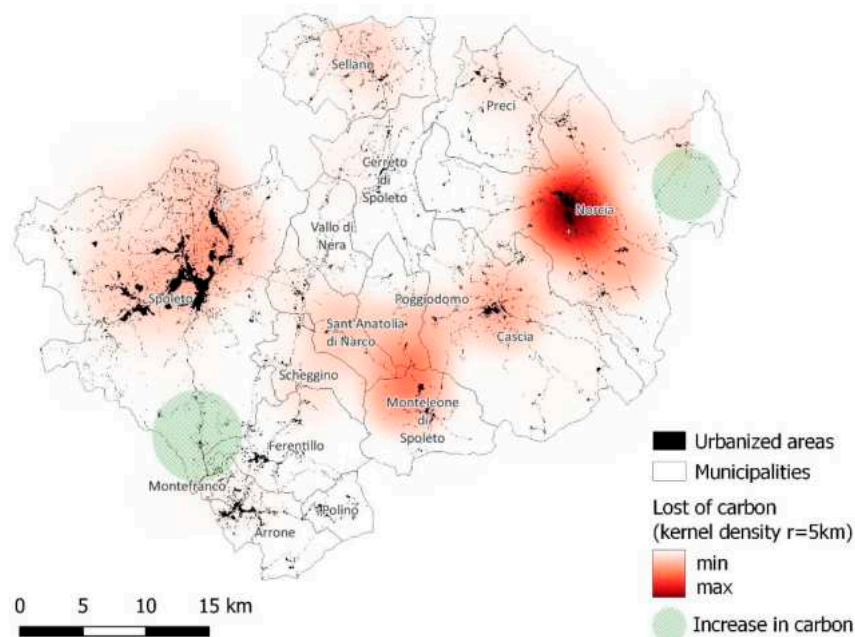 Sellano
Preci
Cerreto
di
Spoleto
Norcia
Vallo di
Nera
Spoleto
Poggiodomo
Sant'Anatolia
di Narco
Cascia
Scheggino
Monteleone
di
Spoleto
Ferentillo
Montefranco
Polino
Arrone
Urbanized areas
Municipalities
Lost of carbon
(kernel density r=5km)
min
max
Increase in carbon
0 5 10 15 km